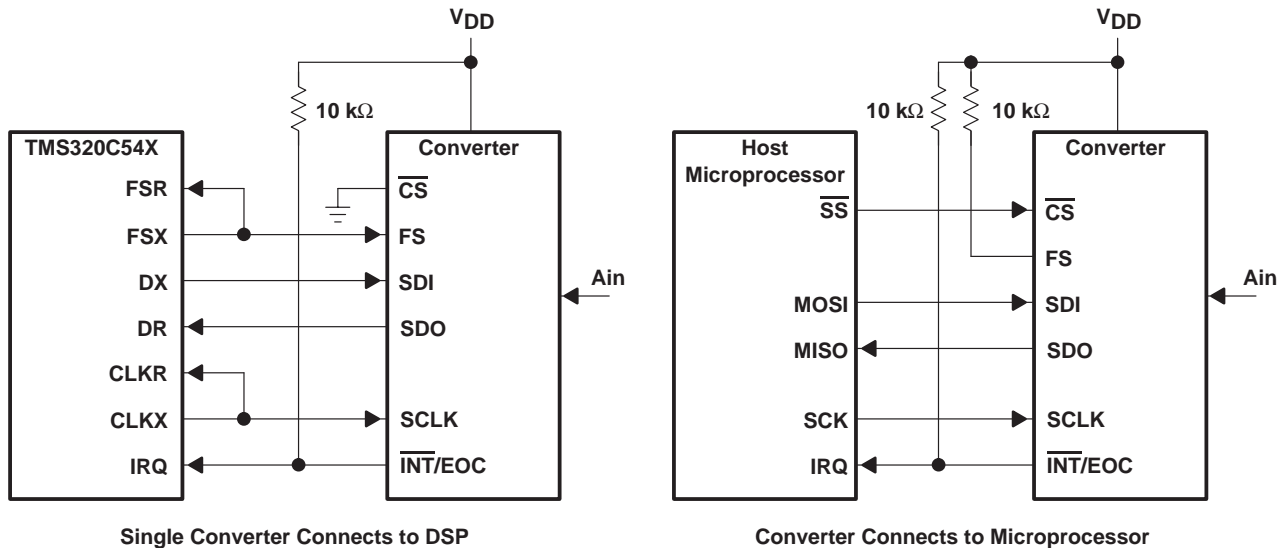 VDD
10 kΩ
TMS320C54X
FSR
FSX
DX
DR
CLKR
CLKX
IRQ
Converter
CS
FS
SDI
SDO
SCLK
INT/EOC
Ain
Single Converter Connects to DSP
VDD
10 kΩ
10 kΩ
Host
Microprocessor
SS
MOSI
MISO
SCK
IRQ
Converter
CS
FS
SDI
SDO
SCLK
INT/EOC
Ain
Converter Connects to Microprocessor